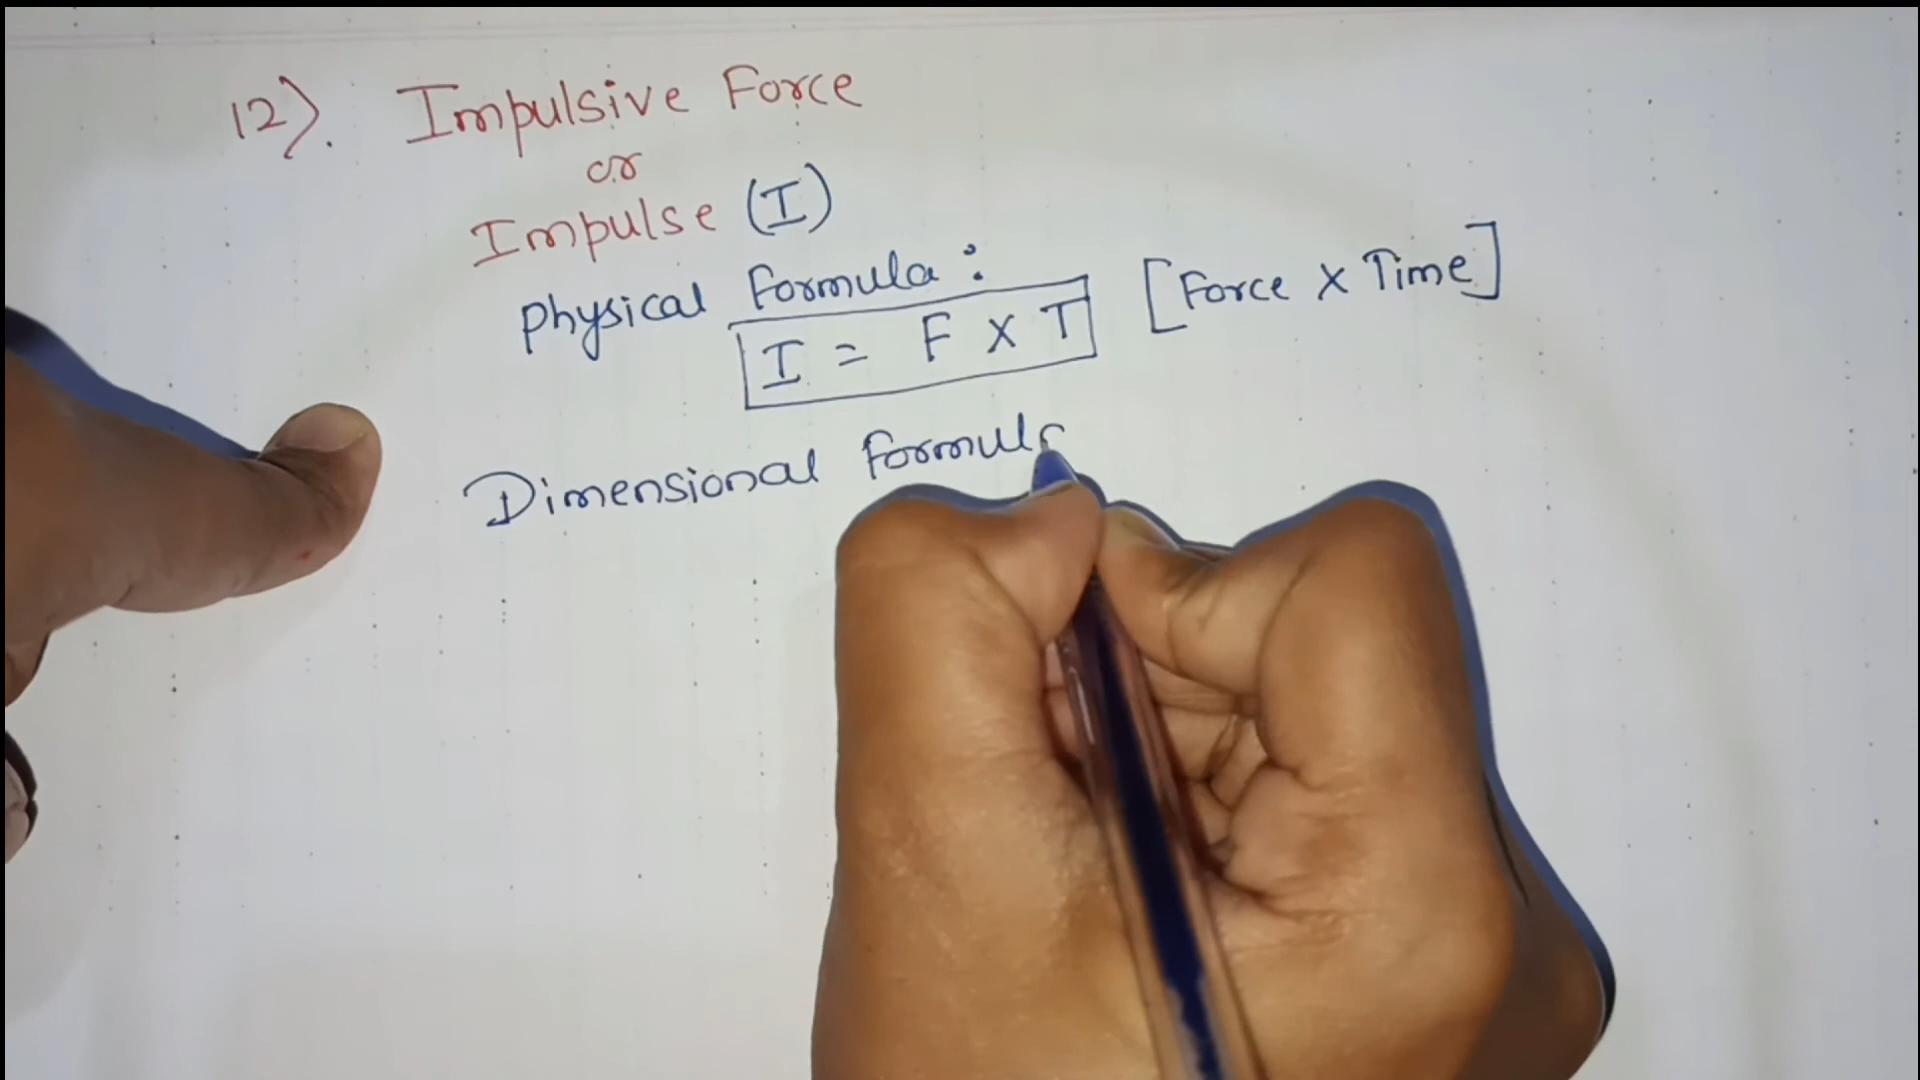 12). Impulsive Force
or
Impulse (I)
Physical Formula :
I = F X T [Force X Time]
Dimensional Formula